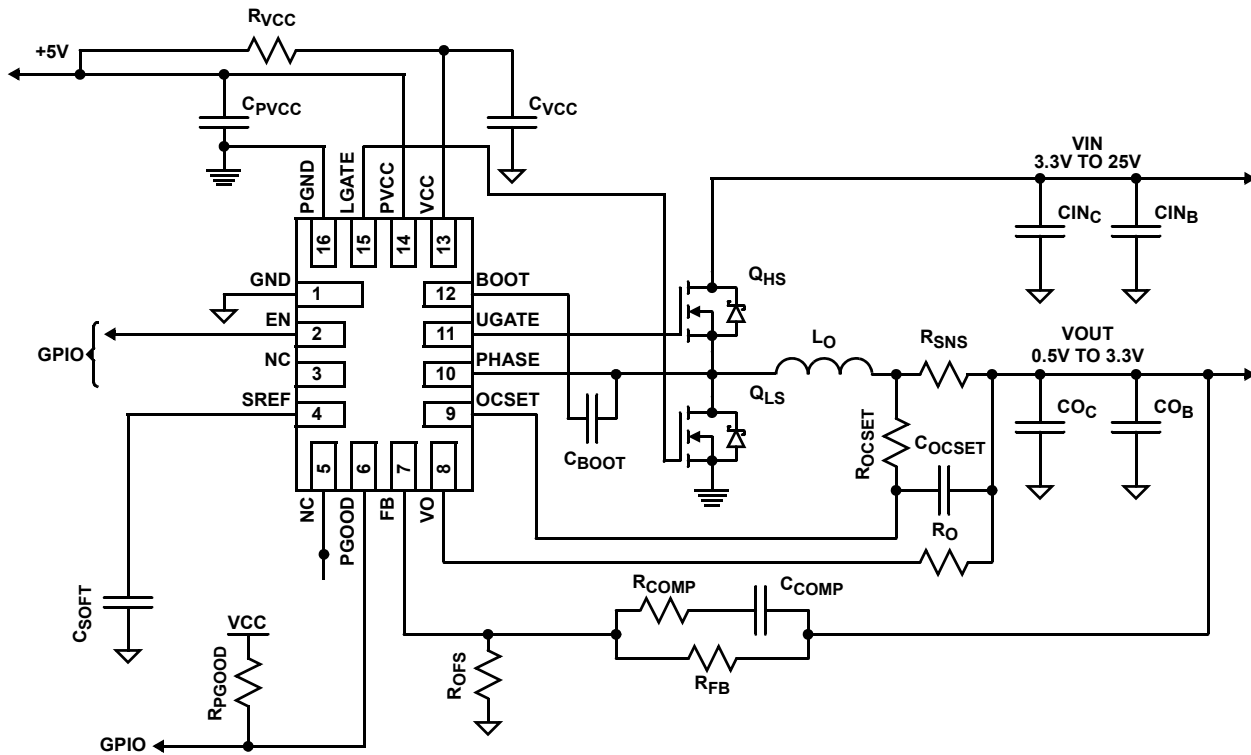 RVCC
+5V
CPVCC
CVCC
PGND
LGATE
PVCC
VCC
16
15
14
13
VIN
3.3V TO 25V
CINC
CINB
GND
1
12
BOOT
QHS
EN
2
11
UGATE
GPIO
NC
3
10
PHASE
LO
RSNS
VOUT
0.5V TO 3.3V
SREF
4
9
OCSET
QLS
CBOOT
ROCSET
COCSET
COC
COB
5
6
7
8
NC
PGOOD
FB
VO
RO
CSOFT
RCOMP
CCOMP
VCC
RPGOOD
ROFS
RFB
GPIO